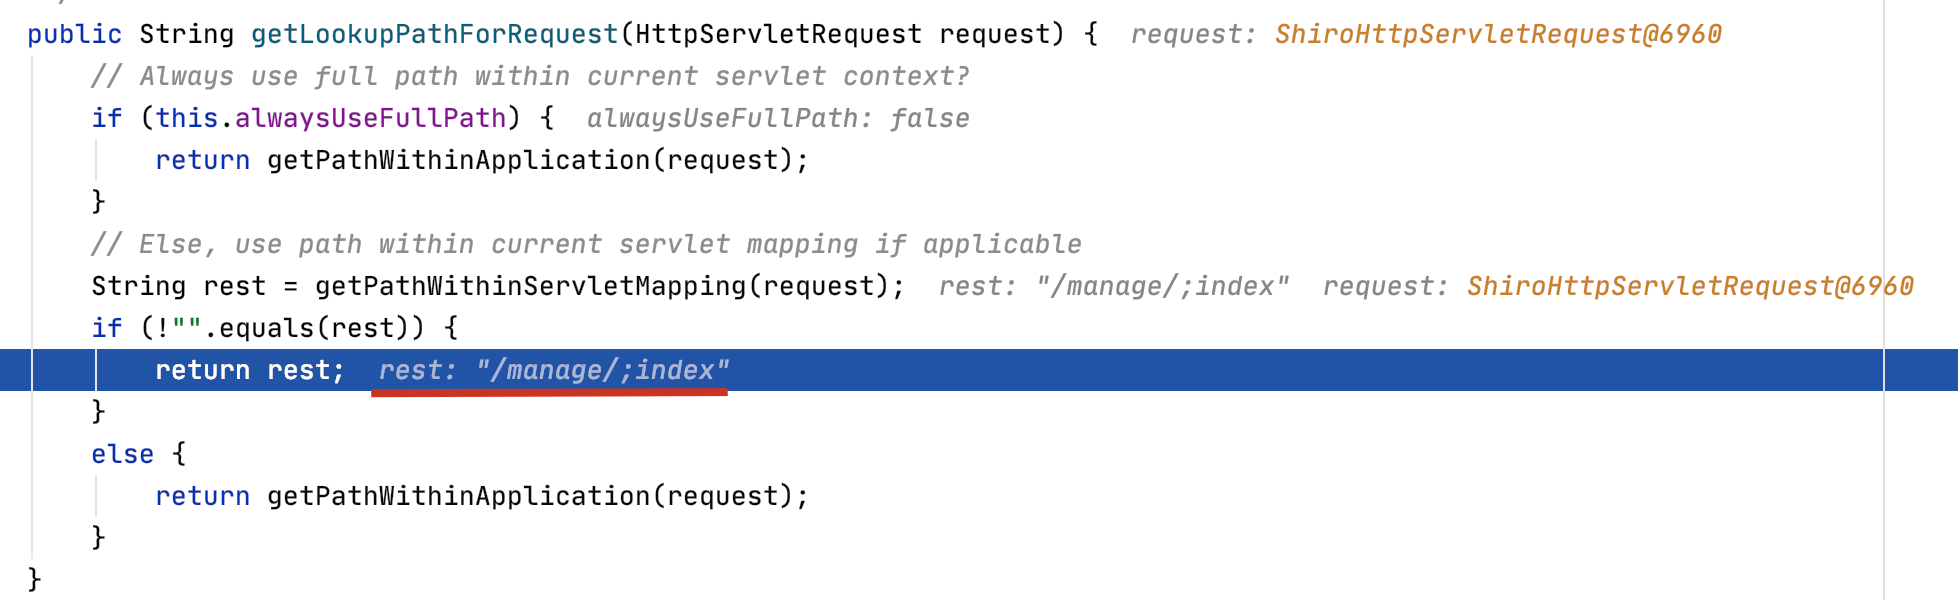 public String getLookupPathForRequest(HttpServletRequest request) {  request: ShiroHttpServletRequest@6960
    // Always use full path within current servlet context?
    if (this.alwaysUseFullPath) {  alwaysUseFullPath: false
        return getPathWithinApplication(request);
    }
    // Else, use path within current servlet mapping if applicable
    String rest = getPathWithinServletMapping(request);  rest: "/manage/;index"  request: ShiroHttpServletRequest@6960
    if (!"".equals(rest)) {
        return rest;  rest: "/manage/;index"
    }
    else {
        return getPathWithinApplication(request);
    }
}